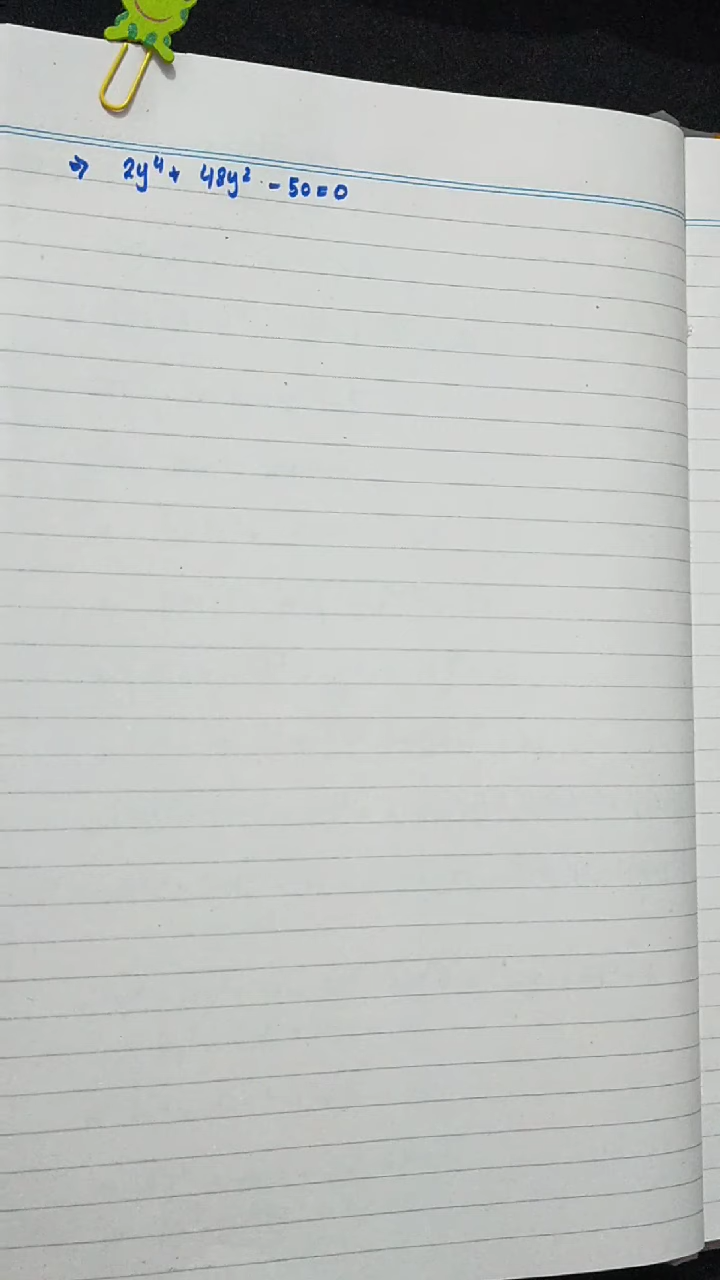 ⇒ 2y⁴ + 48y² - 50 = 0